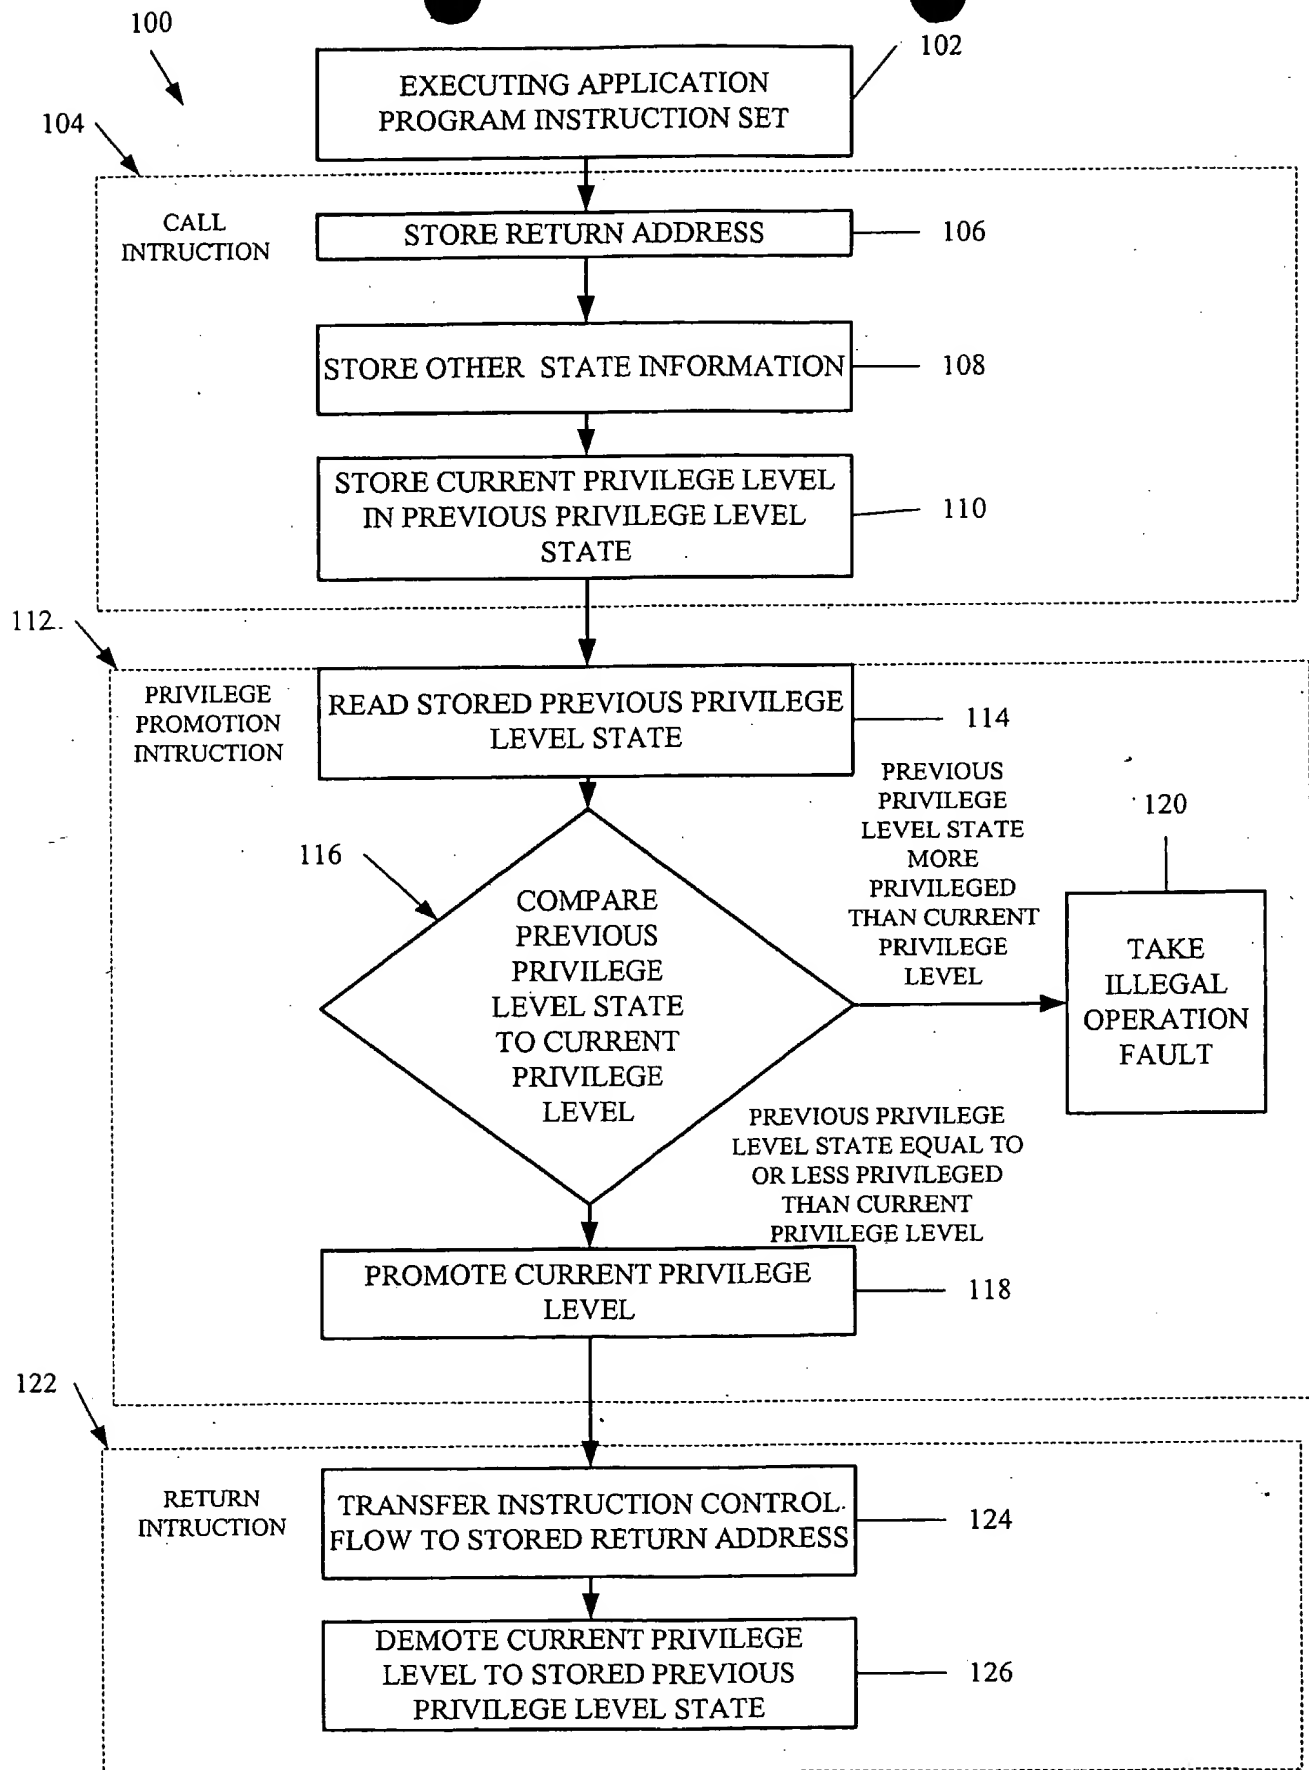 100
102
EXECUTING APPLICATION
PROGRAM INSTRUCTION SET
104
CALL
INTRUCTION
STORE RETURN ADDRESS
106
STORE OTHER STATE INFORMATION
108
STORE CURRENT PRIVILEGE LEVEL
IN PREVIOUS PRIVILEGE LEVEL
STATE
110
112
PRIVILEGE
PROMOTION
INTRUCTION
READ STORED PREVIOUS PRIVILEGE
LEVEL STATE
114
116
COMPARE
PREVIOUS
PRIVILEGE
LEVEL STATE
TO CURRENT
PRIVILEGE
LEVEL
PREVIOUS
PRIVILEGE
LEVEL STATE
MORE
PRIVILEGED
THAN CURRENT
PRIVILEGE
LEVEL
120
TAKE
ILLEGAL
OPERATION
FAULT
PREVIOUS PRIVILEGE
LEVEL STATE EQUAL TO
OR LESS PRIVILEGED
THAN CURRENT
PRIVILEGE LEVEL
PROMOTE CURRENT PRIVILEGE
LEVEL
118
122
RETURN
INTRUCTION
TRANSFER INSTRUCTION CONTROL
FLOW TO STORED RETURN ADDRESS
124
DEMOTE CURRENT PRIVILEGE
LEVEL TO STORED PREVIOUS
PRIVILEGE LEVEL STATE
126